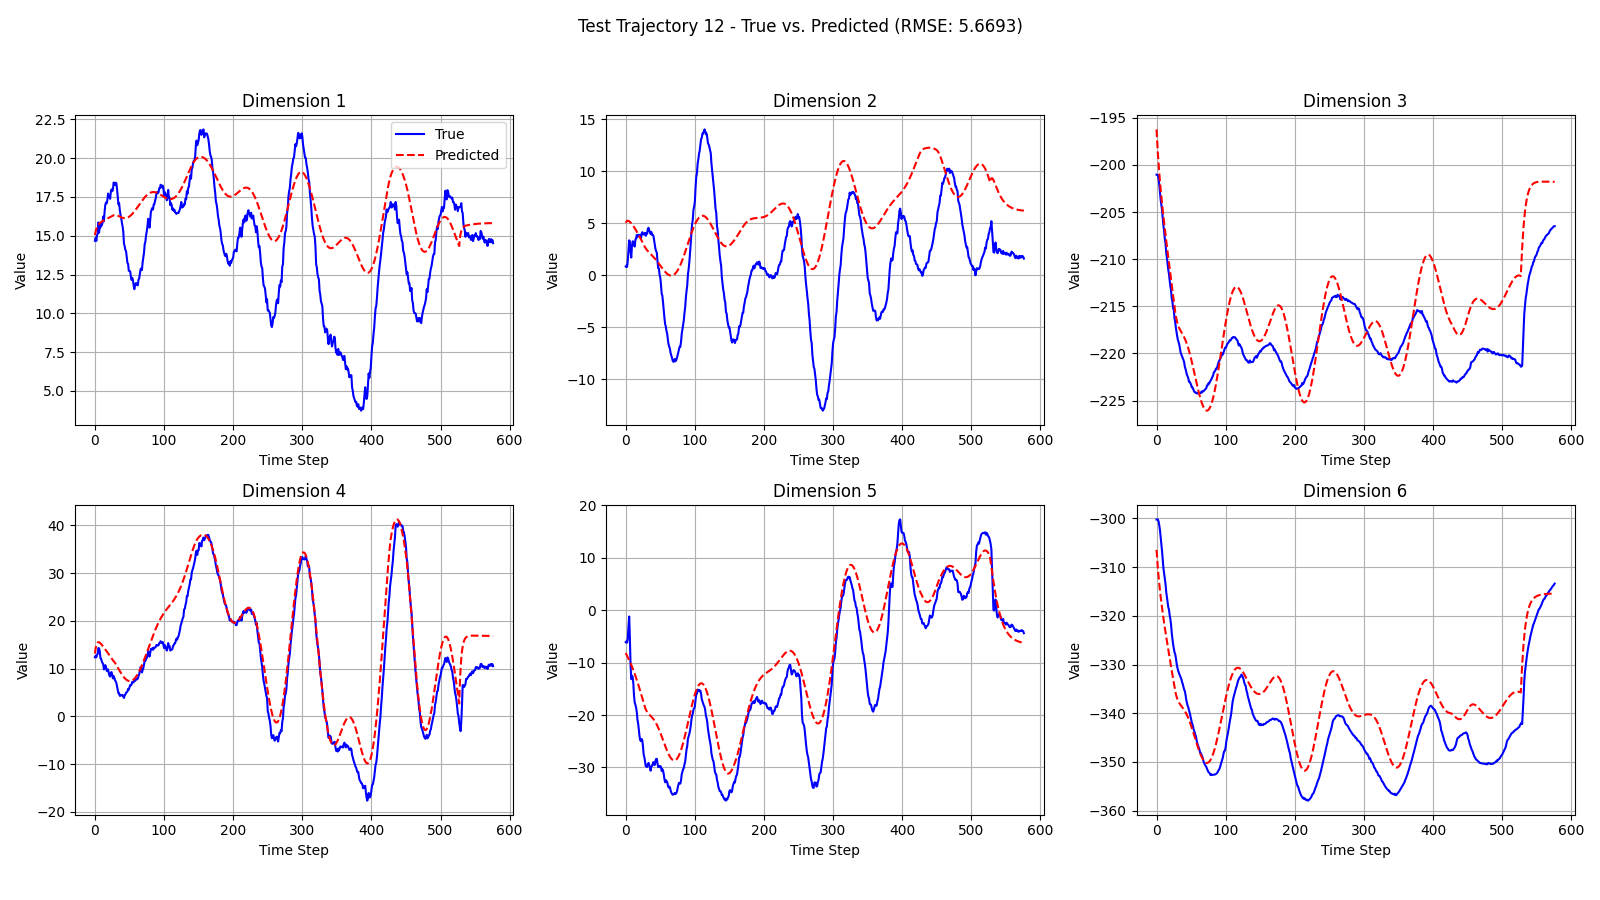 Test Trajectory 12 - True vs. Predicted (RMSE: 5.6693)
Dimension 1
Value
22.5
20.0
17.5
15.0
12.5
10.0
7.5
5.0
True
Predicted
0 100 200 300 400 500 600
Time Step
Dimension 2
Value
15
10
5
0
−5
−10
0 100 200 300 400 500 600
Time Step
Dimension 3
Value
−195
−200
−205
−210
−215
−220
−225
0 100 200 300 400 500 600
Time Step
Dimension 4
Value
40
30
20
10
0
−10
−20
0 100 200 300 400 500 600
Time Step
Dimension 5
Value
20
10
0
−10
−20
−30
0 100 200 300 400 500 600
Time Step
Dimension 6
Value
−300
−310
−320
−330
−340
−350
−360
0 100 200 300 400 500 600
Time Step